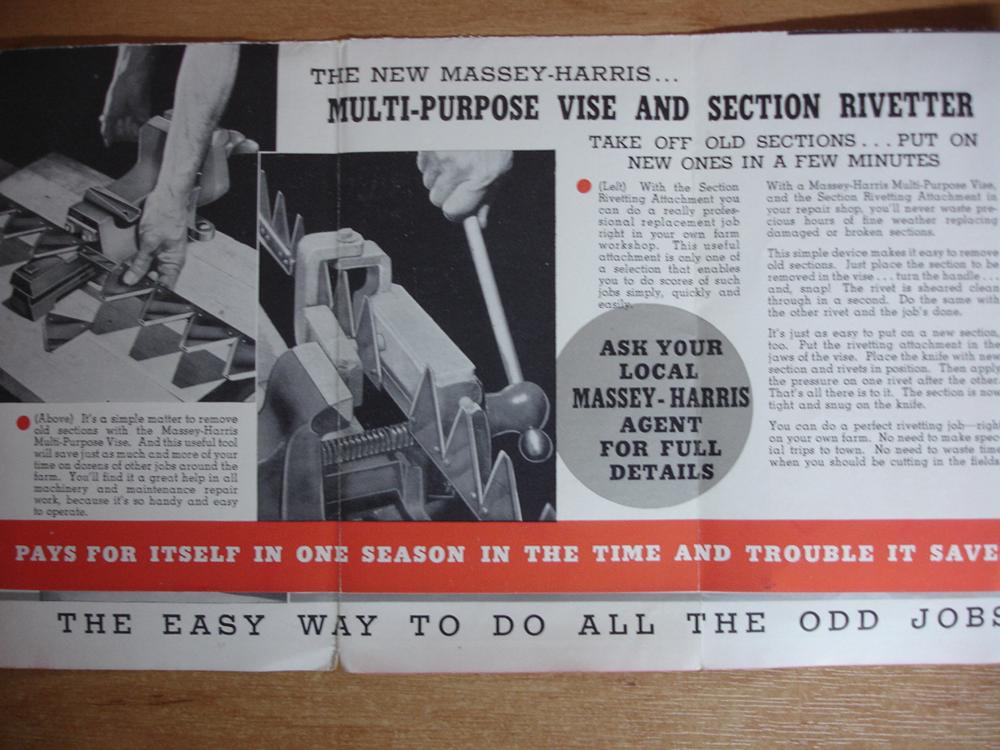 THE NEW MASSEY-HARRIS...
MULTI-PURPOSE VISE AND SECTION RIVETTER
TAKE OFF OLD SECTIONS... PUT ON
NEW ONES IN A FEW MINUTES
(Left) With the Section
Rivetting Attachment you
can do a really profes-
sional replacement job
right in your own farm
workshop. This useful
attachment is only one of
a selection that enables
you to do scores of such
jobs simply, quickly and
easily.
ASK YOUR
LOCAL
MASSEY-HARRIS
AGENT
FOR FULL
DETAILS
With a Massey-Harris Multi-Purpose Vise,
and the Section Rivetting Attachment in
your repair shop, you'll never waste pre-
cious hours of fine weather replacing
damaged or broken sections.
This simple device makes it easy to remove
old sections. Just place the section to be
removed in the vise... turn the handle...
and, snap! The rivet is sheared clean
through in a second. Do the same with
the other rivet and the job's done.
It's just as easy to put on a new section
too. Put the rivetting attachment in the
jaws of the vise. Place the knife with new
section and rivets in position. Then apply
the pressure on one rivet after the other.
That's all there is to it. The section is now
tight and snug on the knife.
You can do a perfect rivetting job—right
on your own farm. No need to make spec
ial trips to town. No need to waste time
when you should be cutting in the fields.
(Above) It's a simple matter to remove
old sections with the Massey-Harris
Multi-Purpose Vise. And this useful tool
will save just as much and more of your
time on dozens of other jobs around the
farm. You'll find it a great help in all
machinery and maintenance repair
work, because it's so handy and easy
to operate.
PAYS FOR ITSELF IN ONE SEASON IN THE TIME AND TROUBLE IT SAVE
THE EASY WAY TO DO ALL THE ODD JOBS